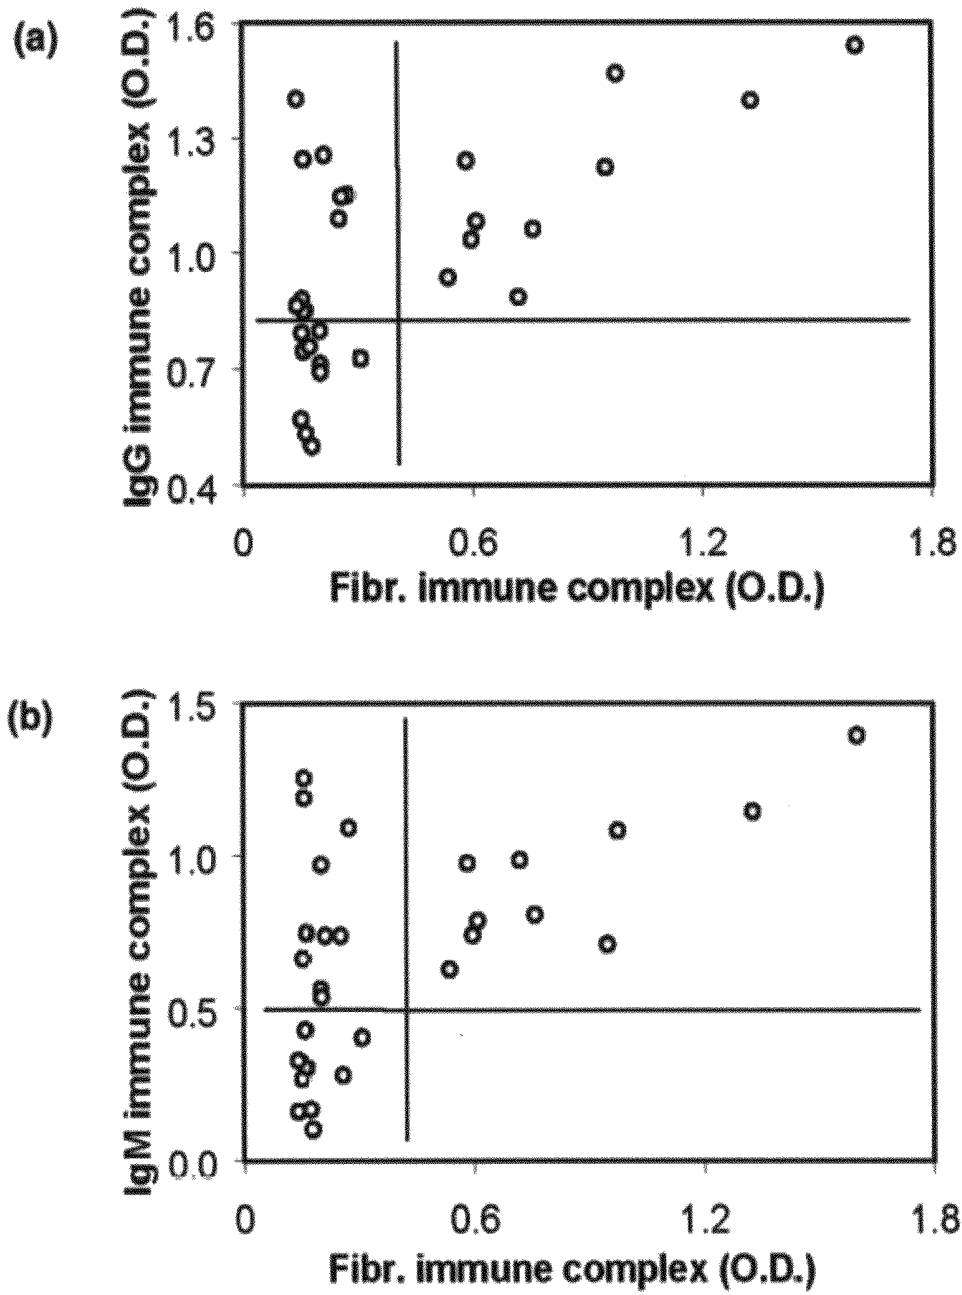 (a)
IgG immune complex (O.D.)
1.6
1.3
1.0
0.7
0.4
0 0.6 1.2 1.8
Fibr. immune complex (O.D.)
(b)
IgM immune complex (O.D.)
1.5
1.0
0.5
0.0
0 0.6 1.2 1.8
Fibr. immune complex (O.D.)